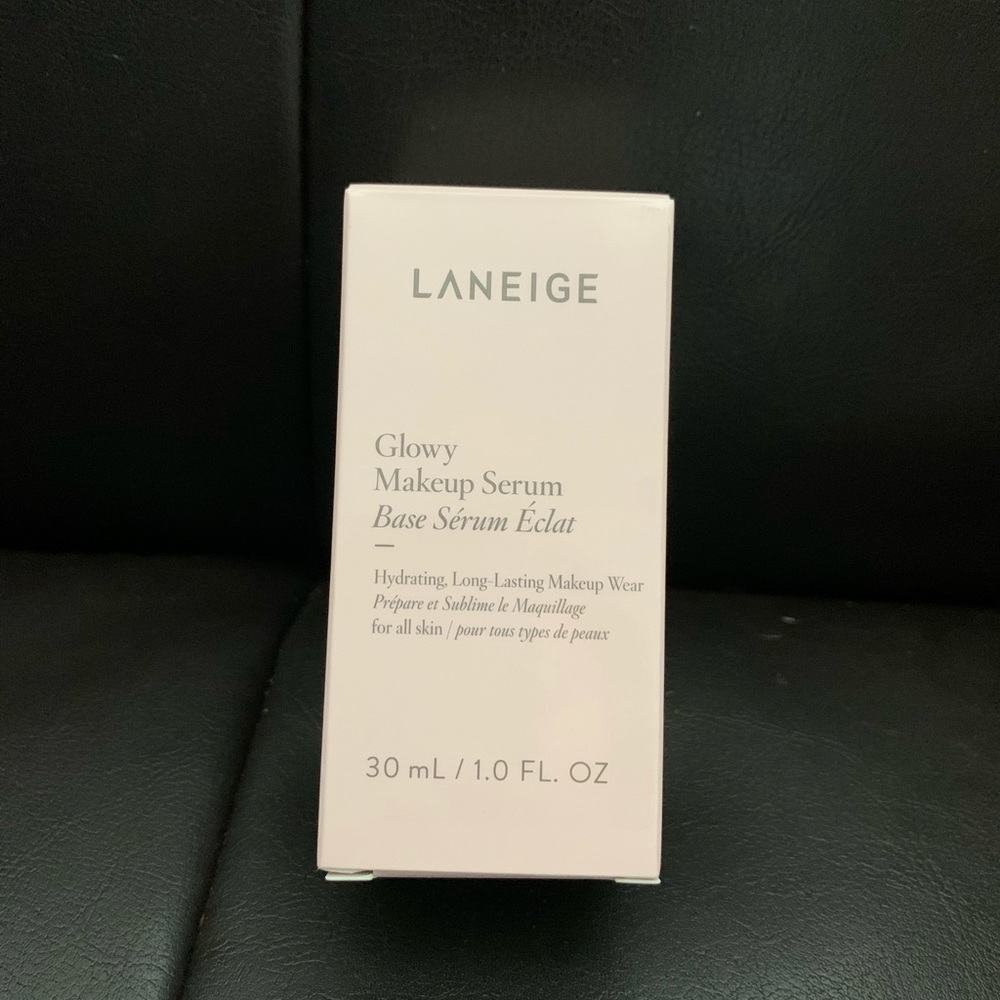 LANEIGE
Glowy
Makeup Serum
Base Sérum Éclat
Hydrating, Long-Lasting Makeup Wear
Prépare et Sublime le Maquillage
for all skin / pour tous types de peaux
30 mL / 1.0 FL. OZ